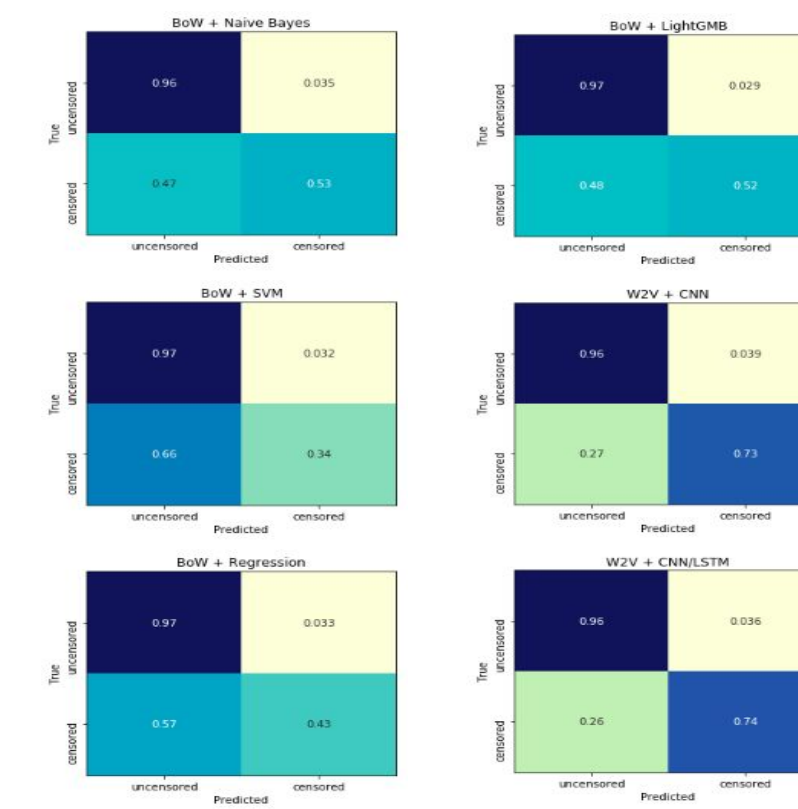 BoW + Naive Bayes
True
uncensored
censored
0.96 0.035
0.47 0.53
uncensored censored
Predicted
BoW + LightGMB
True
uncensored
censored
0.97 0.029
0.48 0.52
uncensored censored
Predicted
BoW + SVM
True
uncensored
censored
0.97 0.032
0.66 0.34
uncensored censored
Predicted
W2V + CNN
True
uncensored
censored
0.96 0.039
0.27 0.73
uncensored censored
Predicted
BoW + Regression
True
uncensored
censored
0.97 0.033
0.57 0.43
uncensored censored
Predicted
W2V + CNN/LSTM
True
uncensored
censored
0.96 0.036
0.26 0.74
uncensored censored
Predicted